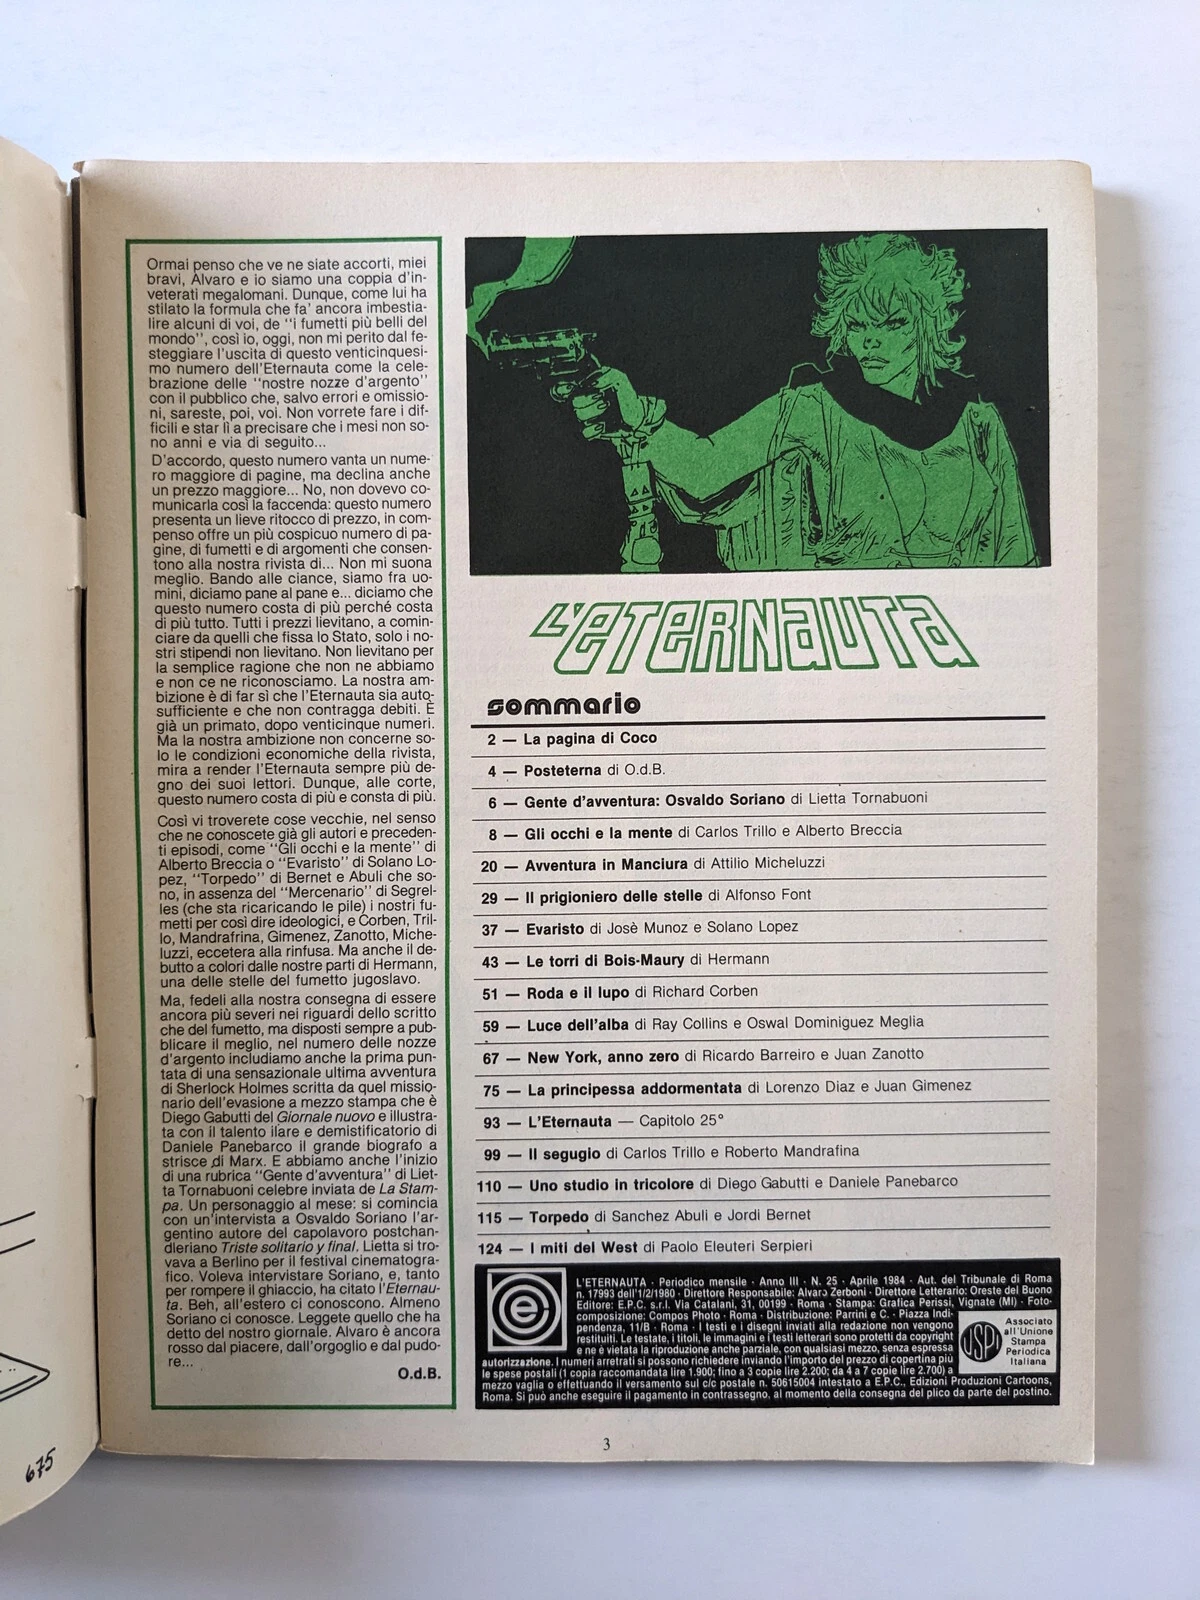 Ormai penso che ve ne siate accorti, miei
bravi, Alvaro e io siamo una coppia d'in-
veterati megalomani. Dunque, come lui ha
stilato la formula che fa' ancora imbestia-
lire alcuni di voi, de "i fumetti più belli del
mondo", così io, oggi, non mi perito dal fe-
steggiare l'uscita di questo venticinquesi-
mo numero dell'Eternauta come la cele-
brazione delle "nostre nozze d'argento"
con il pubblico che, salvo errori e omissio-
ni, sareste, poi, voi. Non vorrete fare i dif-
ficili e star lì a precisare che i mesi non so-
no anni e via di seguito...
D'accordo, questo numero vanta un nume-
ro maggiore di pagine, ma declina anche
un prezzo maggiore... No, non dovevo co-
municarla così la faccenda: questo numero
presenta un lieve ritocco di prezzo, in com-
penso offre un più cospicuo numero di pa-
gine, di fumetti e di argomenti che consen-
tono alla nostra rivista di... Non mi suona
meglio. Bando alle ciance, siamo fra uo-
mini, diciamo pane al pane e... diciamo che
questo numero costa di più perché costa
di più tutto. Tutti i prezzi lievitano, a comin-
ciare da quelli che fissa lo Stato, solo i no-
stri stipendi non lievitano. Non lievitano per
la semplice ragione che non ne abbiamo
e non ce ne riconosciamo. La nostra am-
bizione è di far sì che l'Eternauta sia auto-
sufficiente e che non contragga debiti. È
già un primato, dopo venticinque numeri.
Ma la nostra ambizione non concerne so-
lo le condizioni economiche della rivista,
mira a render l'Eternauta sempre più de-
gno dei suoi lettori. Dunque, alle corte,
questo numero costa di più e consta di più.
Così vi troverete cose vecchie, nel senso
che ne conoscete già gli autori e preceden-
ti episodi, come "Gli occhi e la mente" di
Alberto Breccia o "Evaristo" di Solano Lo-
pez, "Torpedo" di Bernet e Abuli che so-
no, in assenza del "Mercenario" di Segrel-
les (che sta ricaricando le pile) i nostri fu-
metti per così dire ideologici, e Corben, Tril-
lo, Mandrafrina, Gimenez, Zanotto, Miche-
luzzi, eccetera alla rinfusa. Ma anche il de-
butto a colori dalle nostre parti di Hermann,
una delle stelle del fumetto jugoslavo.
Ma, fedeli alla nostra consegna di essere
ancora più severi nei riguardi dello scritto
che del fumetto, ma disposti sempre a pub-
blicare il meglio, nel numero delle nozze
d'argento includiamo anche la prima pun-
tata di una sensazionale ultima avventura
di Sherlock Holmes scritta da quel missio-
nario dell'evasione a mezzo stampa che è
Diego Gabutti del Giornale nuovo e illustra-
ta con il talento ilare e demistificatorio di
Daniele Panebarco il grande biografo a
strisce di Marx. E abbiamo anche l'inizio
di una rubrica "Gente d'avventura" di Liet-
ta Tornabuoni celebre inviata de La Stam-
pa. Un personaggio al mese: si comincia
con un'intervista a Osvaldo Soriano l'ar-
gentino autore del capolavoro postchan-
dleriano Triste solitario y final. Lietta si tro-
vava a Berlino per il festival cinematogra-
fico. Voleva intervistare Soriano, e, tanto
per rompere il ghiaccio, ha citato l'Eternau-
ta. Beh, all'estero ci conoscono. Almeno
Soriano ci conosce. Leggete quello che ha
detto del nostro giornale. Alvaro è ancora
rosso dal piacere, dall'orgoglio e dal pudo-
re...
O.d.B.
L'ETERNAUTA
sommario
2 — La pagina di Coco
4 — Posteterna di O.d.B.
6 — Gente d'avventura: Osvaldo Soriano di Lietta Tornabuoni
8 — Gli occhi e la mente di Carlos Trillo e Alberto Breccia
20 — Avventura in Manciura di Attilio Micheluzzi
29 — Il prigioniero delle stelle di Alfonso Font
37 — Evaristo di Josè Munoz e Solano Lopez
43 — Le torri di Bois-Maury di Hermann
51 — Roda e il lupo di Richard Corben
59 — Luce dell'alba di Ray Collins e Oswal Dominiguez Meglia
67 — New York, anno zero di Ricardo Barreiro e Juan Zanotto
75 — La principessa addormentata di Lorenzo Diaz e Juan Gimenez
93 — L'Eternauta — Capitolo 25°
99 — Il segugio di Carlos Trillo e Roberto Mandrafina
110 — Uno studio in tricolore di Diego Gabutti e Daniele Panebarco
115 — Torpedo di Sanchez Abuli e Jordi Bernet
124 — I miti del West di Paolo Eleuteri Serpieri
e
L'ETERNAUTA - Periodico mensile - Anno III - N. 25 - Aprile 1984 - Aut. del Tribunale di Roma
n. 17993 dell'1/2/1980 - Direttore Responsabile: Alvaro Zerboni - Direttore Letterario: Oreste del Buono
Editore: E.P.C. s.r.l. Via Catalani, 31, 00199 - Roma - Stampa: Grafica Perissi, Vignate (MI) - Foto-
composizione: Compos Photo - Roma - Distribuzione: Parrini e C. - Piazza Indi-
pendenza, 11/B - Roma - I testi e i disegni inviati alla redazione non vengono
restituiti. Le testate, i titoli, le immagini e i testi letterari sono protetti da copyright
e ne è vietata la riproduzione anche parziale, con qualsiasi mezzo, senza espressa
autorizzazione. I numeri arretrati si possono richiedere inviando l'importo del prezzo di copertina più
le spese postali (1 copia raccomandata lire 1.900; fino a 3 copie lire 2.200; da 4 a 7 copie lire 2.700) a
mezzo vaglia o effettuando il versamento sul c/c postale n. 50615004 intestato a E.P.C., Edizioni Produzioni Cartoons,
Roma. Si può anche eseguire il pagamento in contrassegno, al momento della consegna del plico da parte del postino.
USPI
Associato
all'Unione
Stampa
Periodica
Italiana
3
675